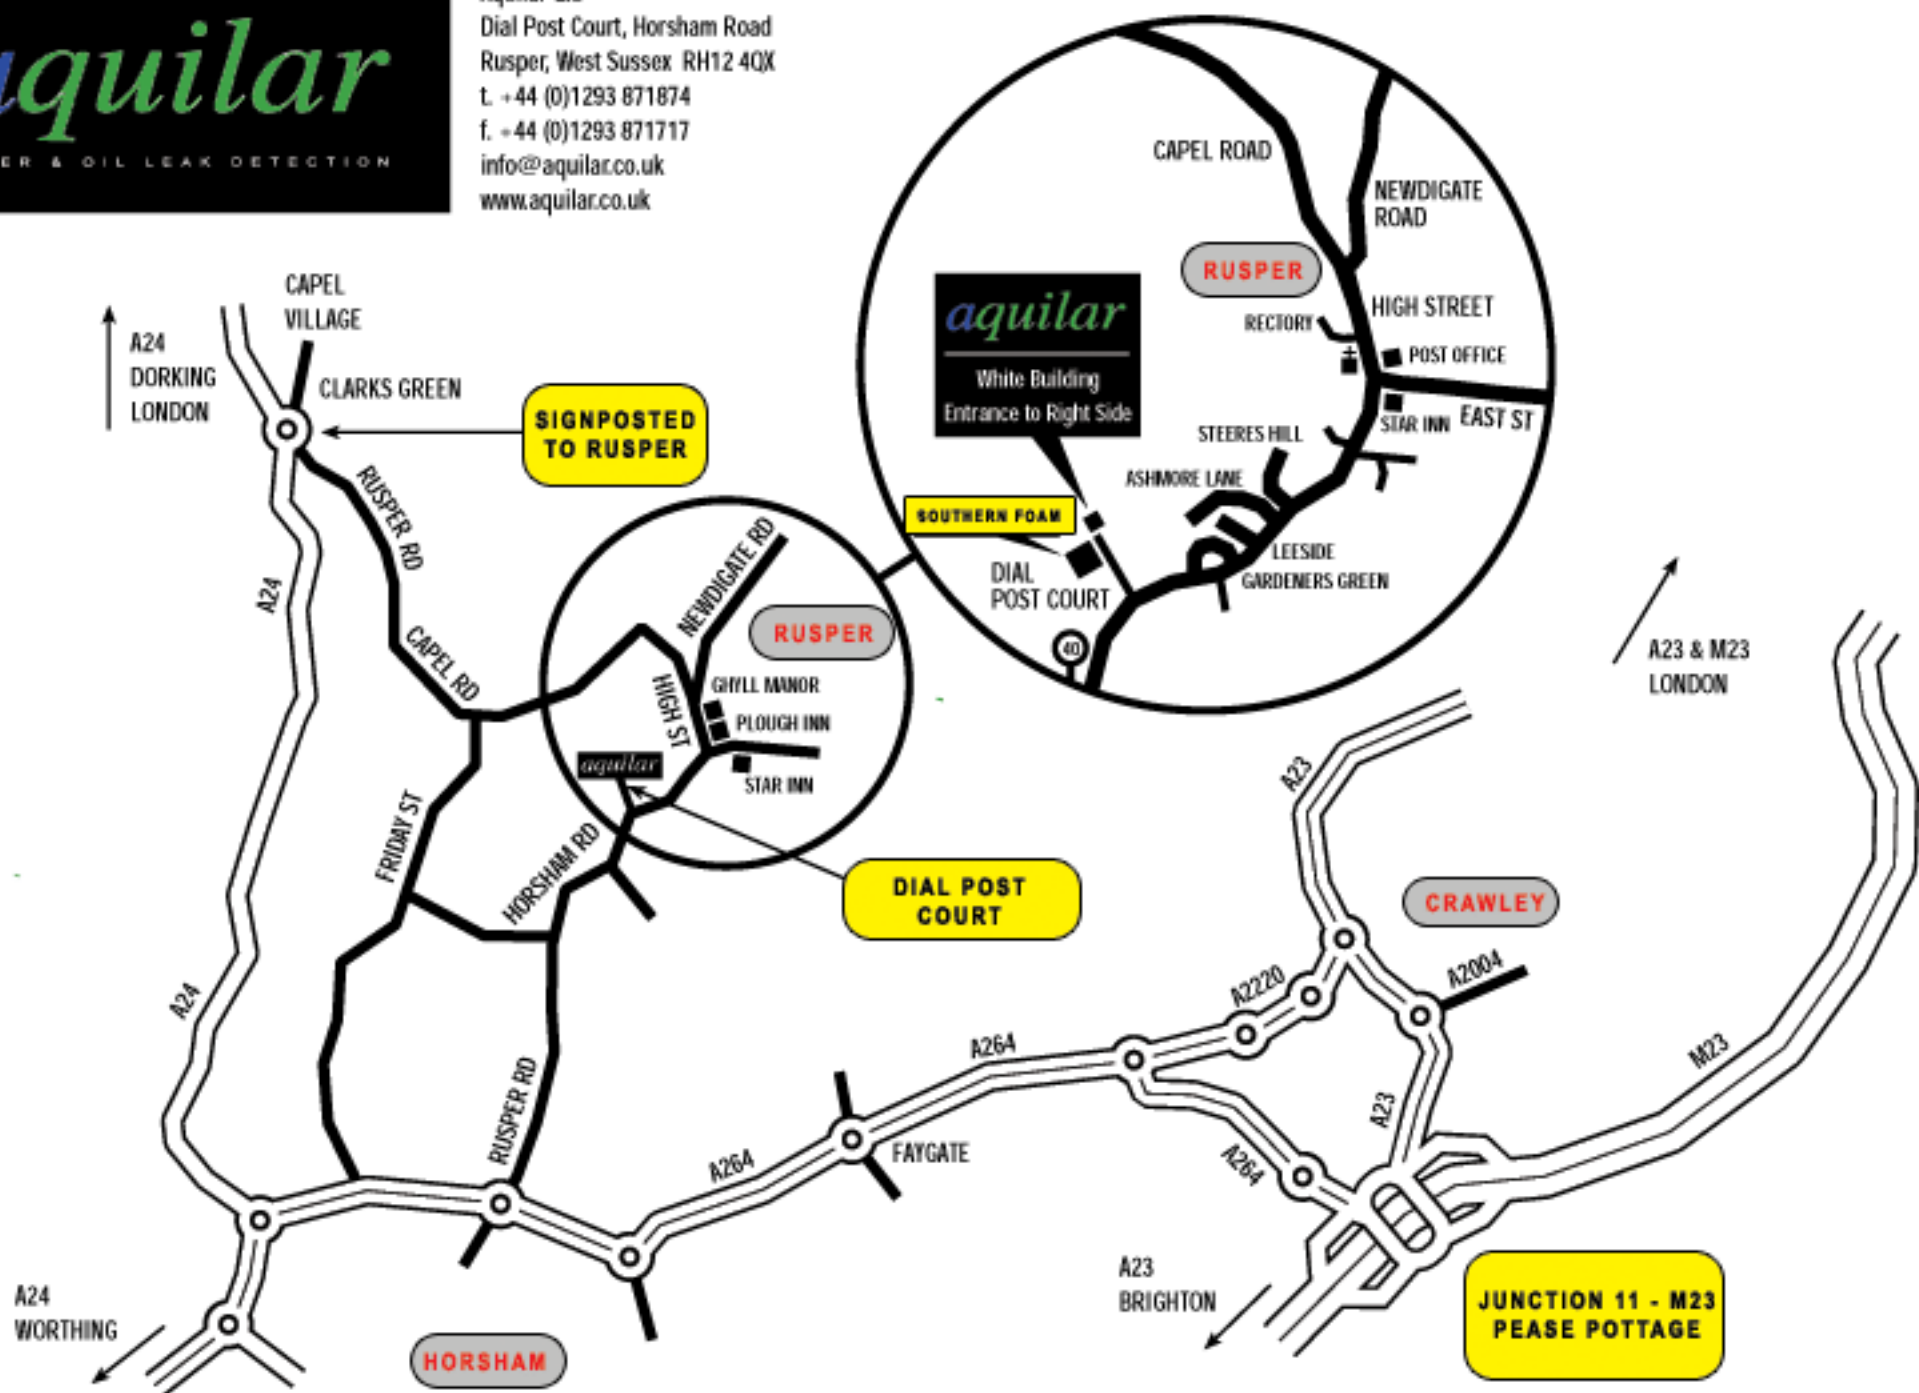 aquilar
ER & OIL LEAK DETECTION
Dial Post Court, Horsham Road
Rusper, West Sussex RH12 4QX
t. +44 (0)1293 871874
f. +44 (0)1293 871717
info@aquilar.co.uk
www.aquilar.co.uk
CAPEL ROAD
NEWDIGATE
ROAD
RUSPER
HIGH STREET
RECTORY
POST OFFICE
EAST ST
STAR INN
STEERES HILL
ASHMORE LANE
LEESIDE
GARDENERS GREEN
aquilar
White Building
Entrance to Right Side
SOUTHERN FOAM
DIAL
POST COURT
40
CAPEL
VILLAGE
A24
DORKING
LONDON
CLARKS GREEN
SIGNPOSTED
TO RUSPER
RUSPER RD
A24
CAPEL RD
NEWDIGATE RD
RUSPER
GHYLL MANOR
HIGH ST
PLOUGH INN
aquilar
STAR INN
FRIDAY ST
HORSHAM RD
DIAL POST
COURT
A23 & M23
LONDON
A23
CRAWLEY
A2004
A2220
A24
A264
M23
RUSPER RD
A23
A264
FAYGATE
A264
A24
WORTHING
HORSHAM
A23
BRIGHTON
JUNCTION 11 - M23
PEASE POTTAGE